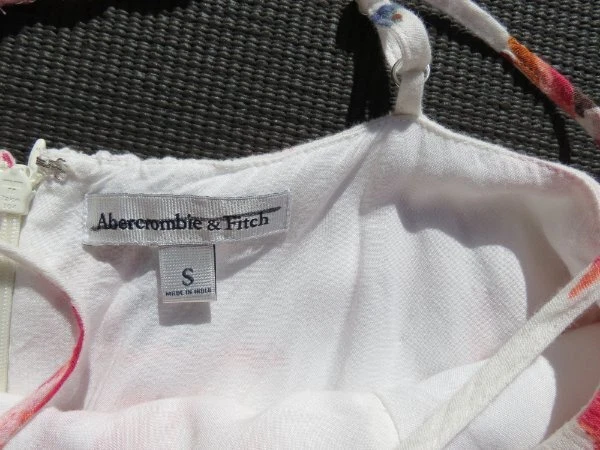 Abercrombie & Fitch
S
MADE IN INDIA